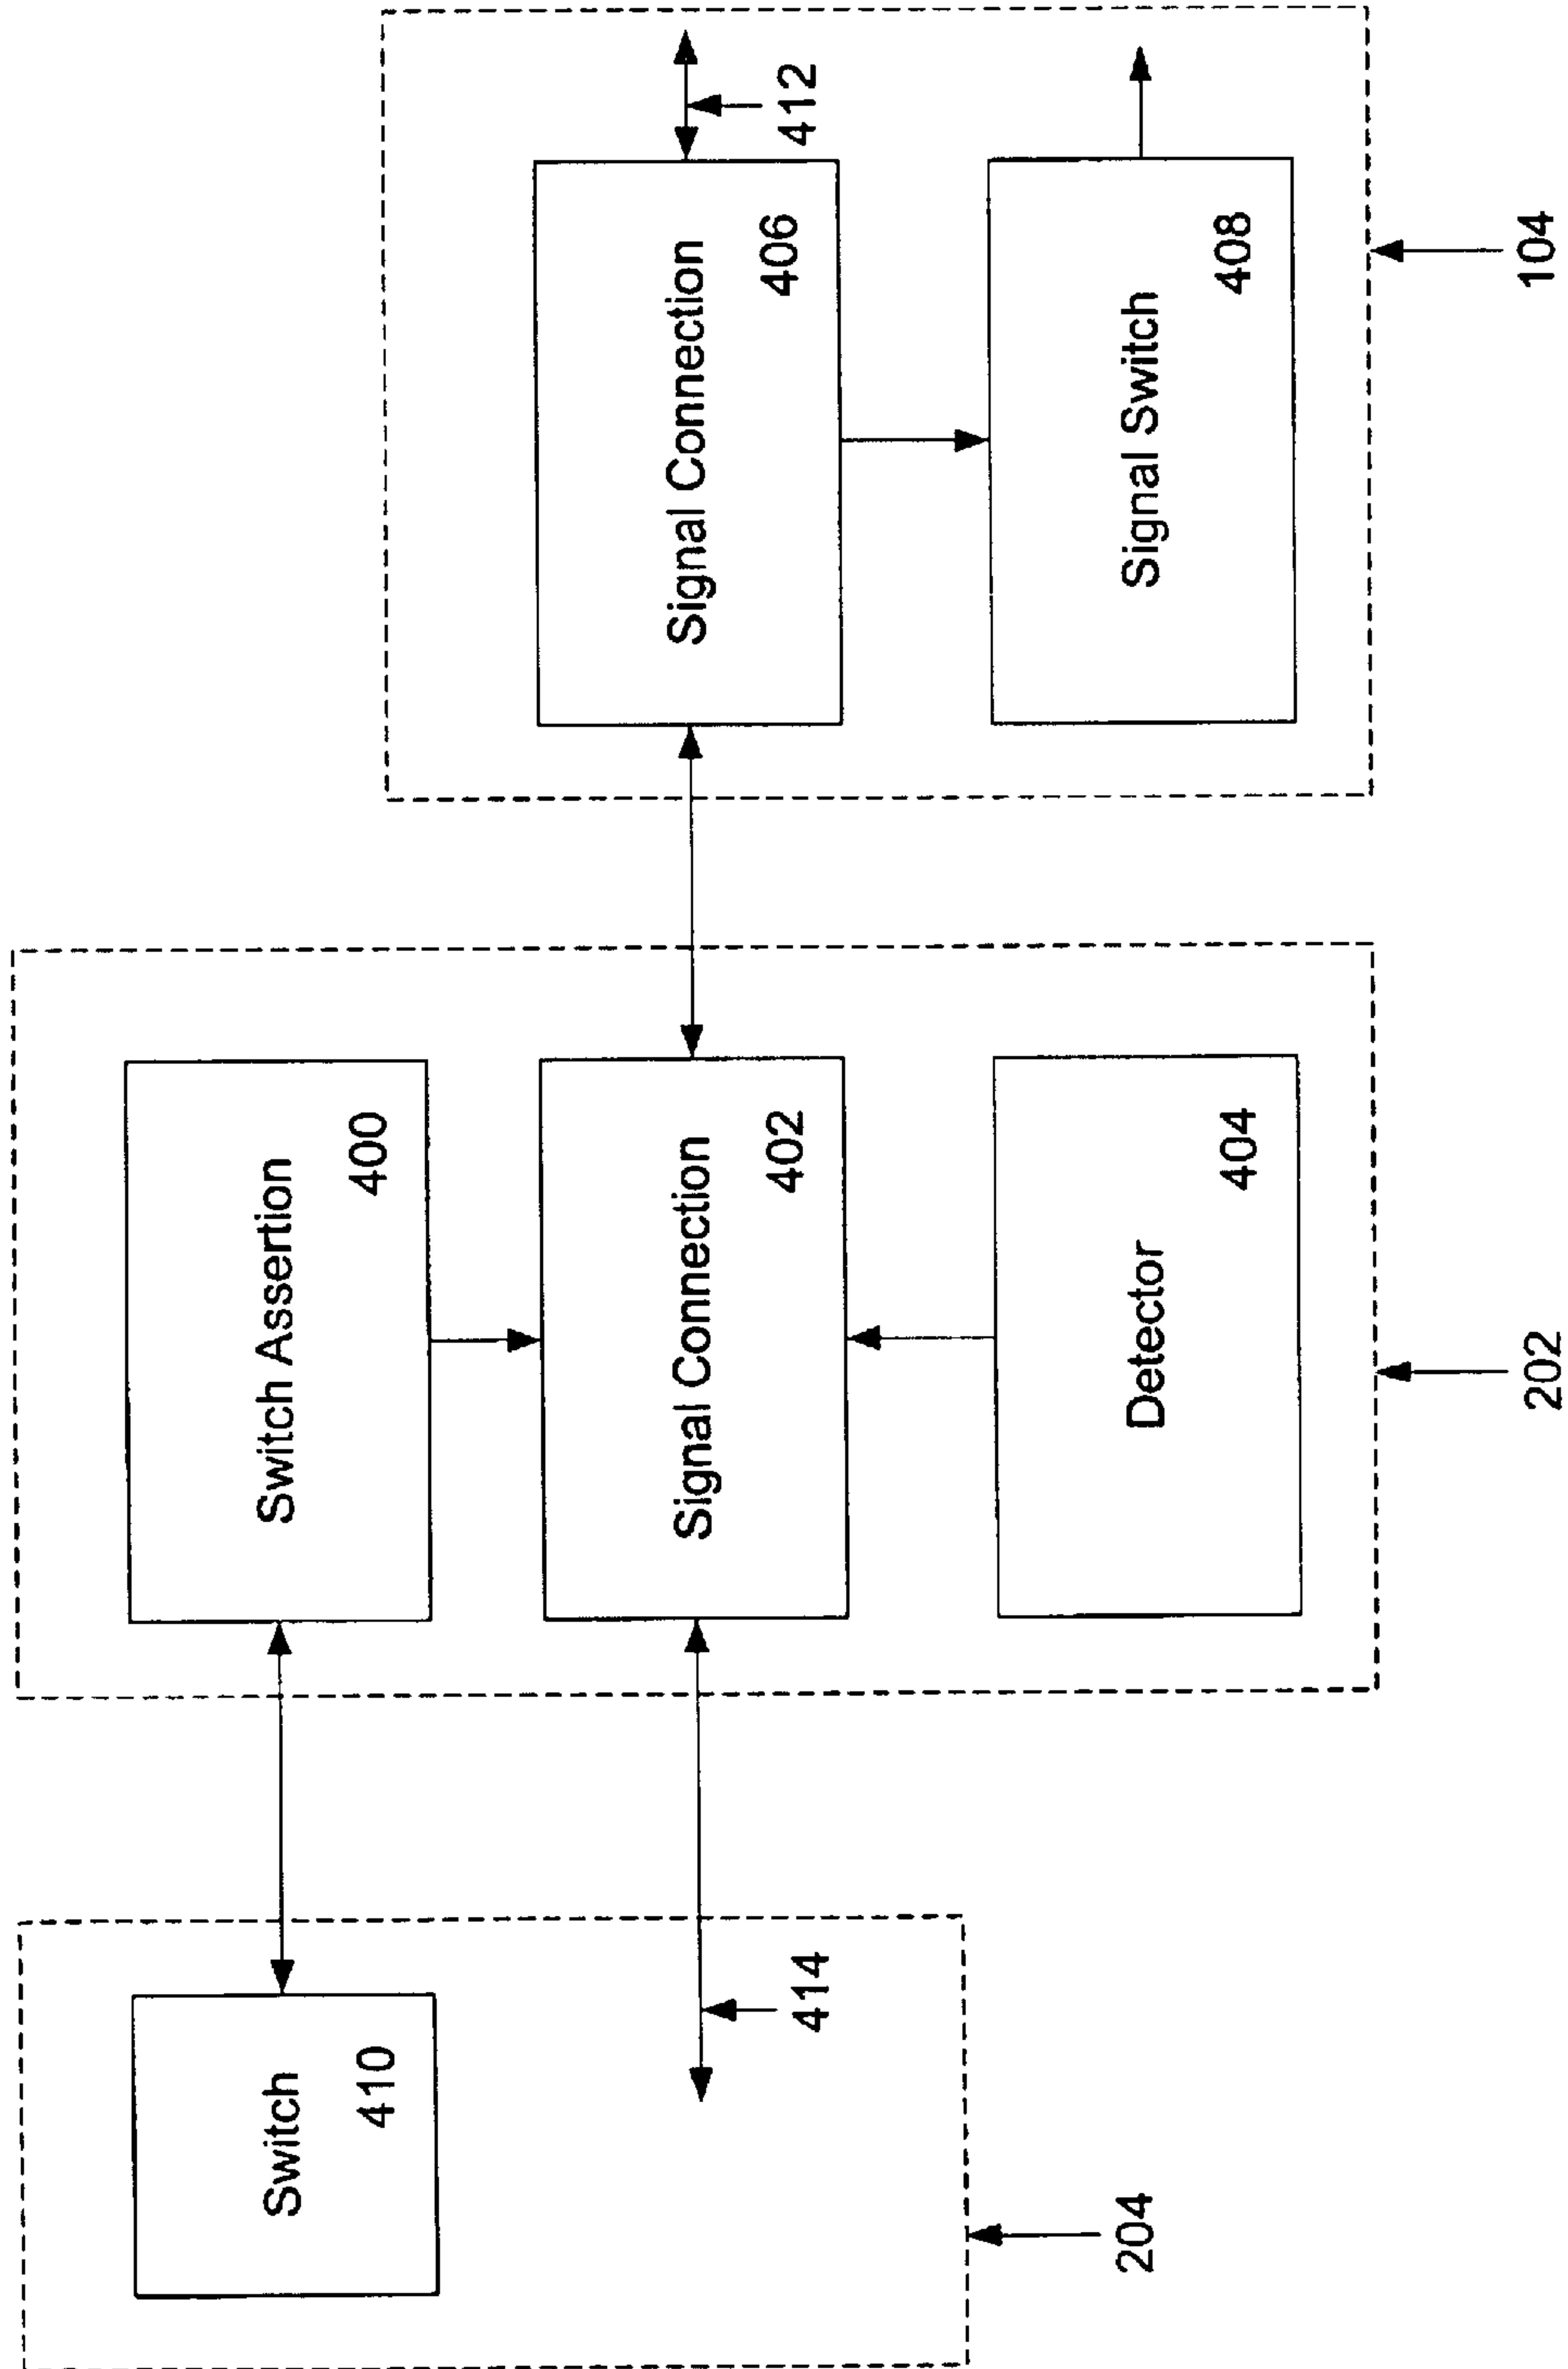 Switch
410
414
204
Switch Assertion
400
Signal Connection
402
Detector
404
202
412
Signal Connection
406
Signal Switch
408
104